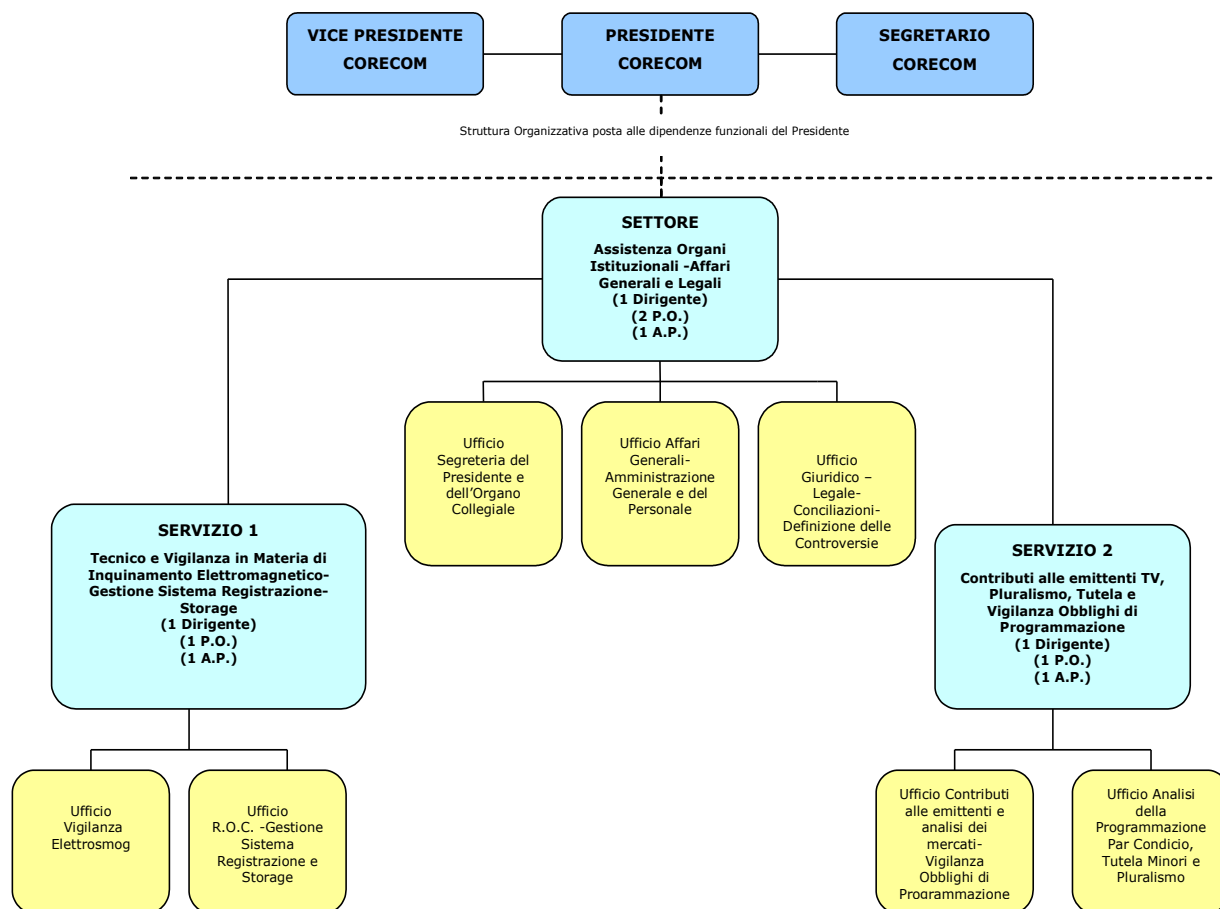 VICE PRESIDENTE
CORECOM
PRESIDENTE
CORECOM
SEGRETARIO
CORECOM
Struttura Organizzativa posta alle dipendenze funzionali del Presidente
SETTORE
Assistenza Organi
Istituzionali -Affari
Generali e Legali
(1 Dirigente)
(2 P.O.)
(1 A.P.)
Ufficio
Segreteria del
Presidente e
dell'Organo
Collegiale
Ufficio Affari
Generali-
Amministrazione
Generale e del
Personale
Ufficio
Giuridico –
Legale-
Conciliazioni-
Definizione delle
Controversie
SERVIZIO 1
Tecnico e Vigilanza in Materia di
Inquinamento Elettromagnetico-
Gestione Sistema Registrazione-
Storage
(1 Dirigente)
(1 P.O.)
(1 A.P.)
SERVIZIO 2
Contributi alle emittenti TV,
Pluralismo, Tutela e
Vigilanza Obblighi di
Programmazione
(1 Dirigente)
(1 P.O.)
(1 A.P.)
Ufficio
Vigilanza
Elettrosmog
Ufficio
R.O.C. -Gestione
Sistema
Registrazione e
Storage
Ufficio Contributi
alle emittenti e
analisi dei
mercati-
Vigilanza
Obblighi di
Programmazione
Ufficio Analisi
della
Programmazione
Par Condicio,
Tutela Minori e
Pluralismo